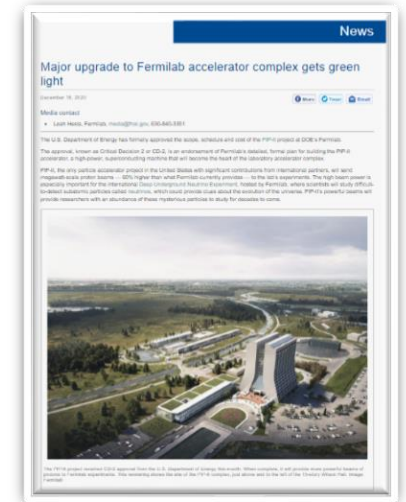 News
Major upgrade to Fermilab accelerator complex gets green
light
December 16, 2020
Share Tweet Email
Media contact
Fermilab, media@fnal.gov,
The U.S. Department of Energy has formally approved the scope, schedule and cost of the PIP-II project at DOE's Fermilab.
The approval, known as Critical Decision 2 or CD-2, is an endorsement of Fermilab's detailed, formal plan for building the PIP-II
accelerator, a high-power, superconducting machine that will become the heart of the laboratory accelerator complex.
PIP-II, the only particle accelerator project in the United States with significant contributions from international partners, will send
megawatt-scale proton beams — 60% higher than what Fermilab currently provides — to the lab's experiments. The high beam power is
especially important for the international Deep Underground Neutrino Experiment, hosted by Fermilab, where scientists will study difficult-
to-detect subatomic particles called neutrinos, which could provide clues about the evolution of the universe. PIP-II's powerful beams will
provide researchers with an abundance of these mysterious particles to study for decades to come.
The PIP-II project received CD-2 approval from the U.S. Department of Energy this month. When complete, it will provide more powerful beams of
protons to Fermilab experiments. This rendering shows the site of the PIP-II complex, just above and to the left of the Wilson Hall. Image:
Fermilab